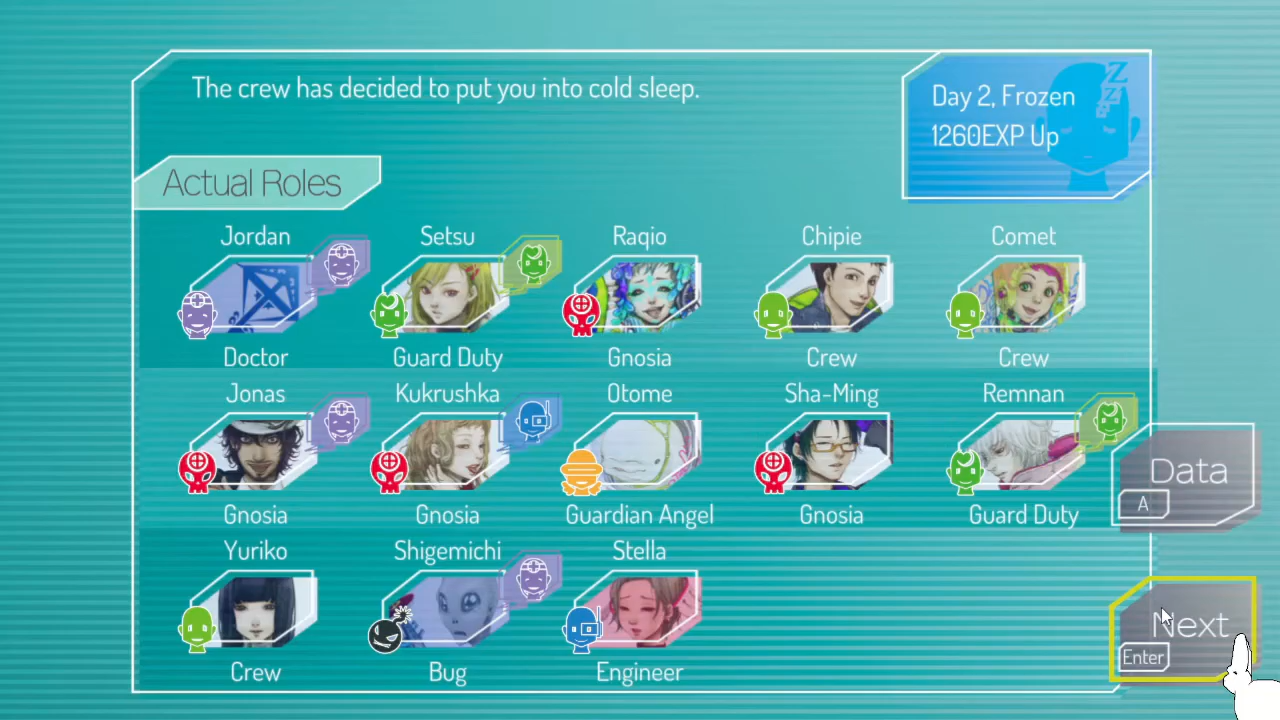 The crew has decided to put you into cold sleep.
Day 2, Frozen
1260EXP Up
Actual Roles
Jordan Setsu Raqio Chipie Comet
Doctor Guard Duty Gnosia Crew Crew
Jonas Kukrushka Otome Sha-Ming Remnan
Gnosia Gnosia Guardian Angel Gnosia Guard Duty
Yuriko Shigemichi Stella
Crew Bug Engineer
Data
A
Next
Enter